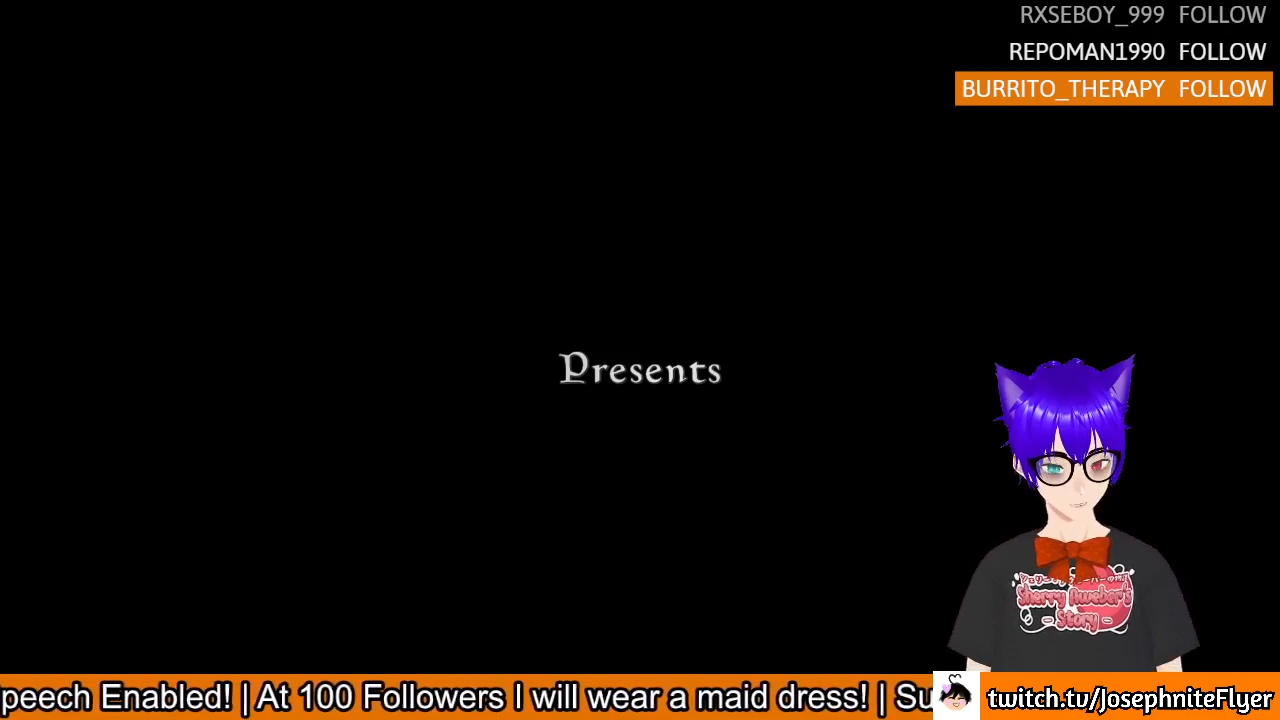 RXSEBOY_999 FOLLOW
REPOMAN1990 FOLLOW
BURRITO_THERAPY FOLLOW
Presents
Sherry Aweber's
Story
peech Enabled! | At 100 Followers I will wear a maid dress! | Su
twitch.tv/JosephniteFlyer